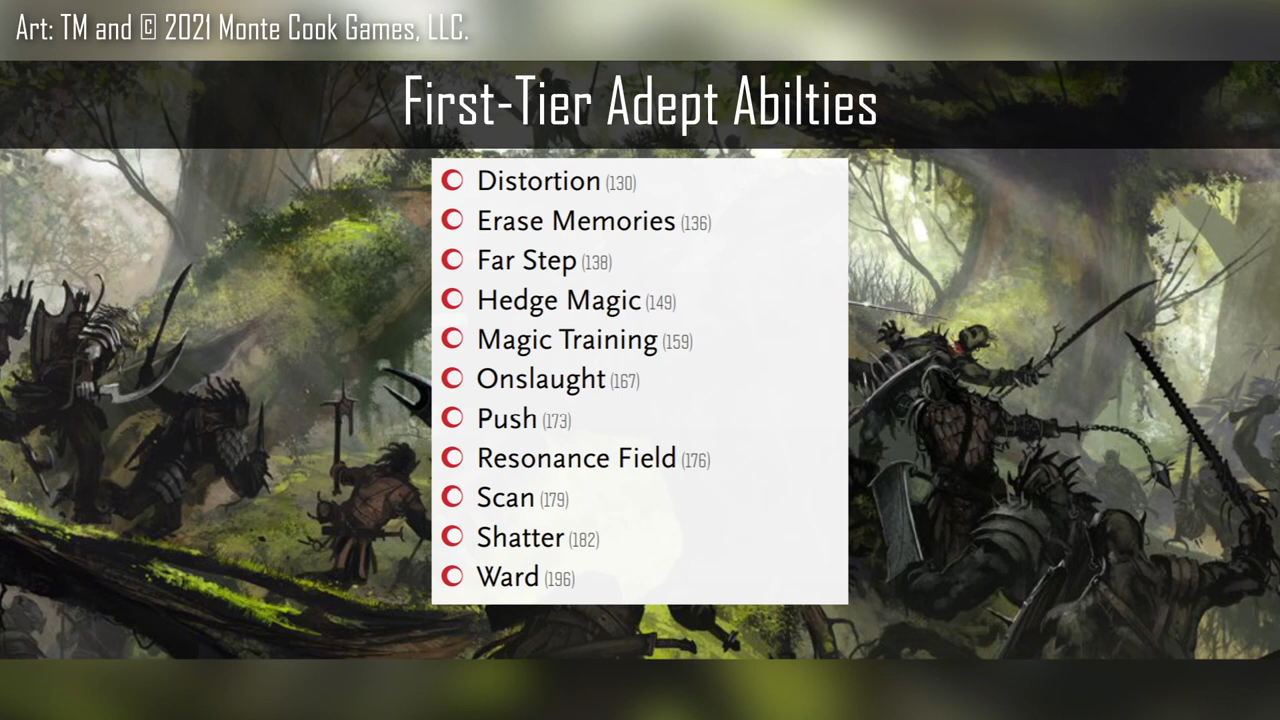 Art: TM and © 2021 Monte Cook Games, LLC.
First-Tier Adept Abilties
Distortion (130)
Erase Memories (136)
Far Step (138)
Hedge Magic (149)
Magic Training (159)
Onslaught (167)
Push (173)
Resonance Field (176)
Scan (179)
Shatter (182)
Ward (196)